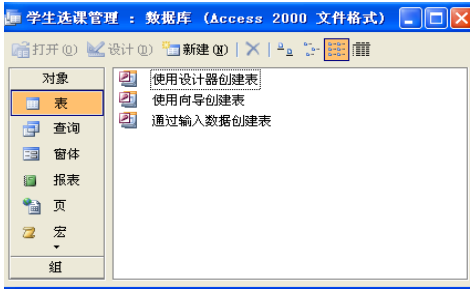 学生选课管理 : 数据库 (Access 2000 文件格式)
打开(O) 设计(D) 新建(N)
对象
表
查询
窗体
报表
页
宏
组
使用设计器创建表
使用向导创建表
通过输入数据创建表